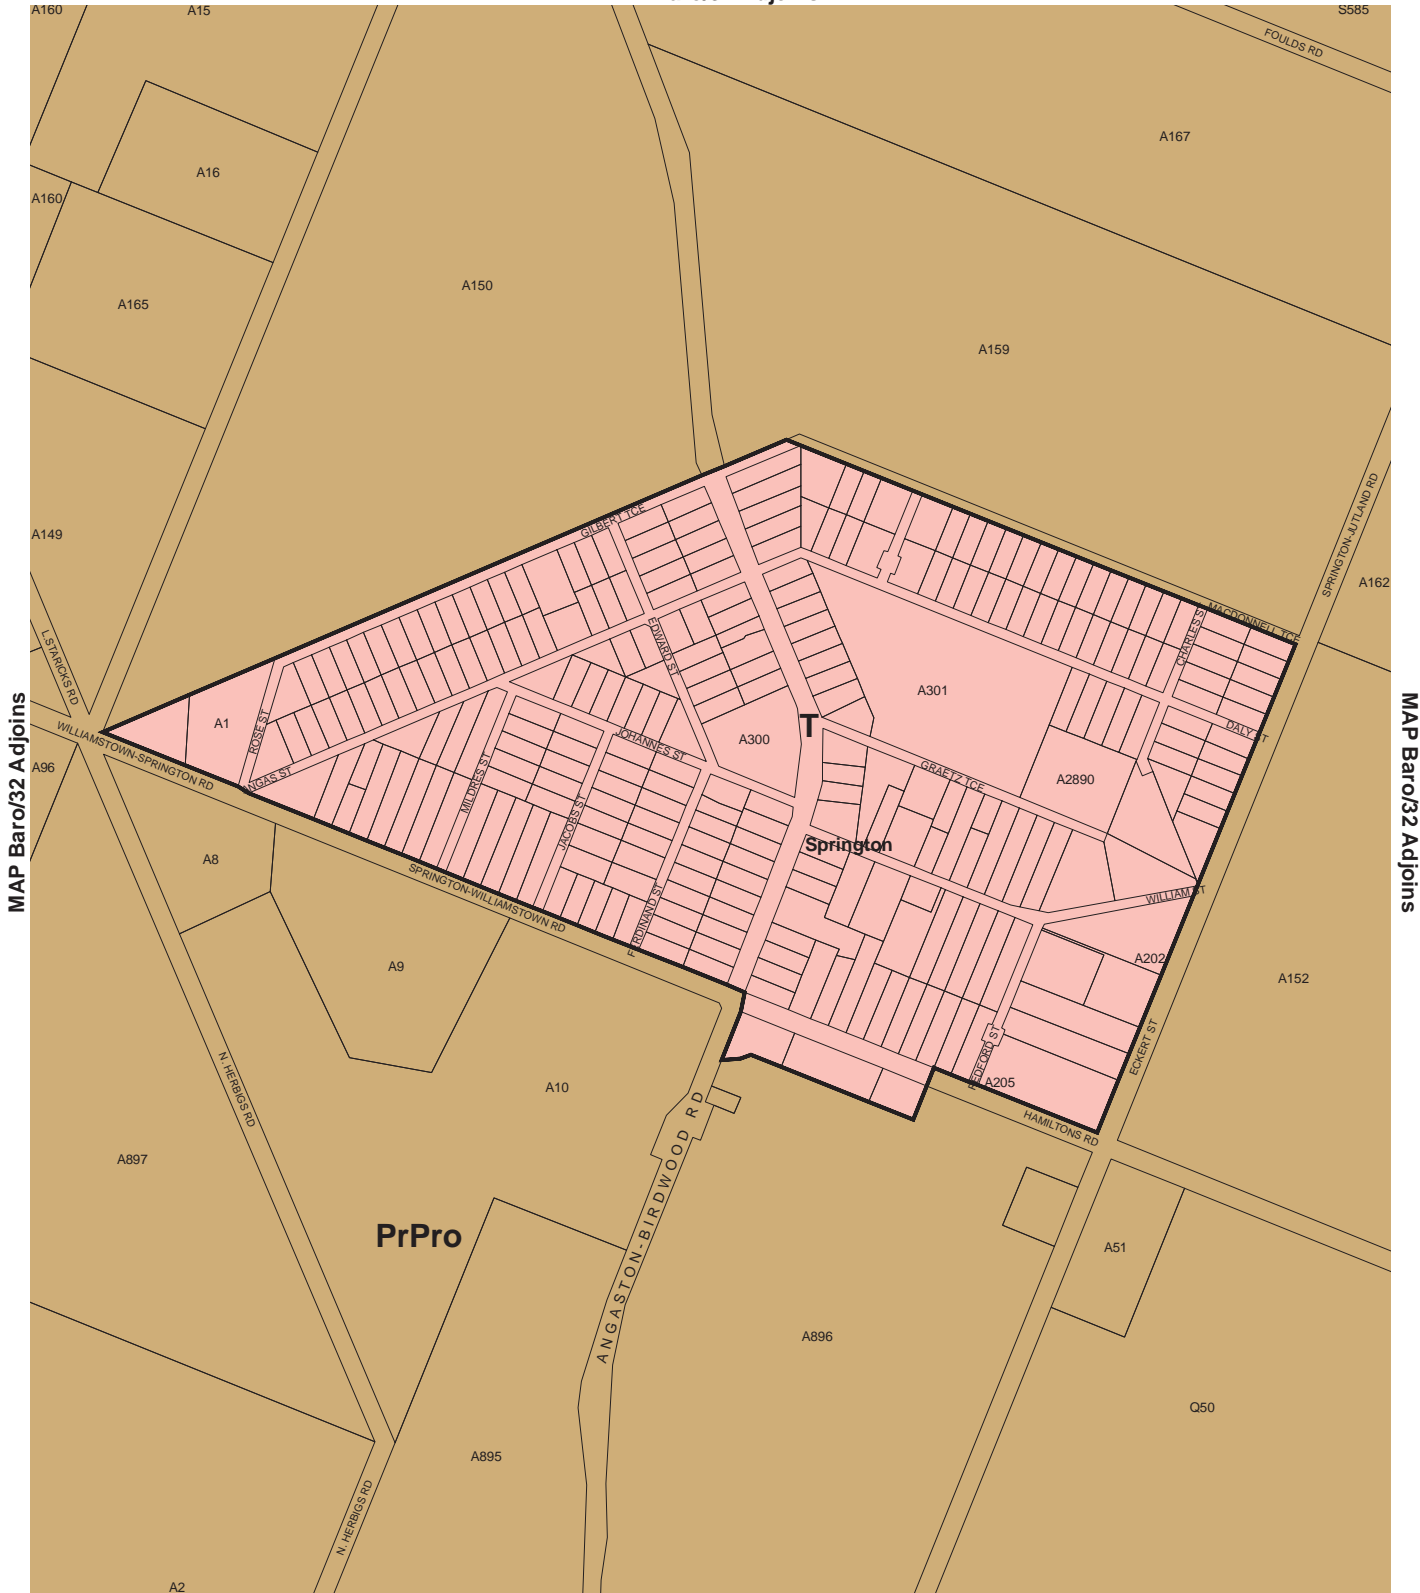 A160
A15
S585
FOULDS RD
A167
A16
A160
A165
A150
A159
SPRINGTON-JUTLAND RD
A149
GILBERT TCE
A162
MACDONNELL TCE
CHARLES ST
EDWARD ST
L.STARICKS RD
A301
MAP Baro/32 Adjoins
MAP Baro/32 Adjoins
A1
ROSE ST
T
DALY ST
WILLIAMSTOWN-SPRINGTON RD
JOHANNES ST
A300
A96
ANGAS ST
MILDRES ST
GRAETZ TCE
A2890
JACOBS ST
Springton
A8
SPRINGTON-WILLIAMSTOWN RD
WILLIAM ST
FERDINAND ST
A9
A202
A152
N. HERBIGS RD
REDFORD ST
ECKERT ST
A10
A205
HAMILTONS RD
A897
ANGASTON-BIRDWOOD RD
PrPro
A51
A896
Q50
A895
N. HERBIGS RD
A2